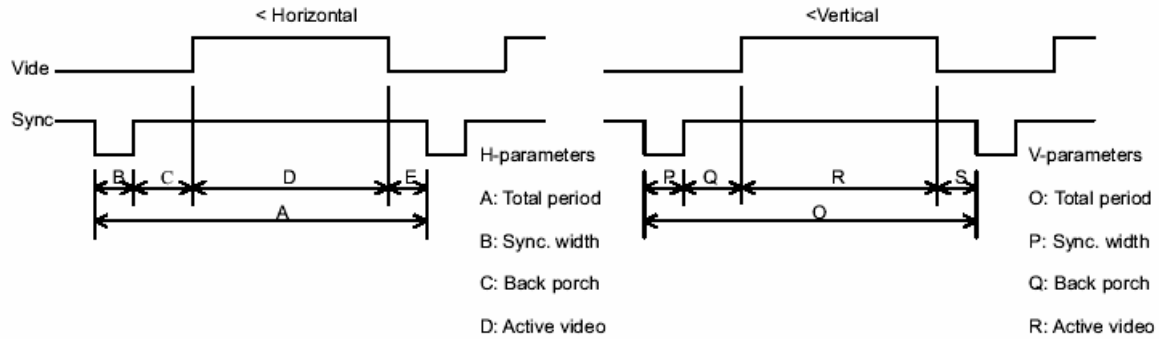 < Horizontal
<Vertical
Vide
Sync
B C D E
A
P Q R S
O
H-parameters
A: Total period
B: Sync. width
C: Back porch
D: Active video
V-parameters
O: Total period
P: Sync. width
Q: Back porch
R: Active video